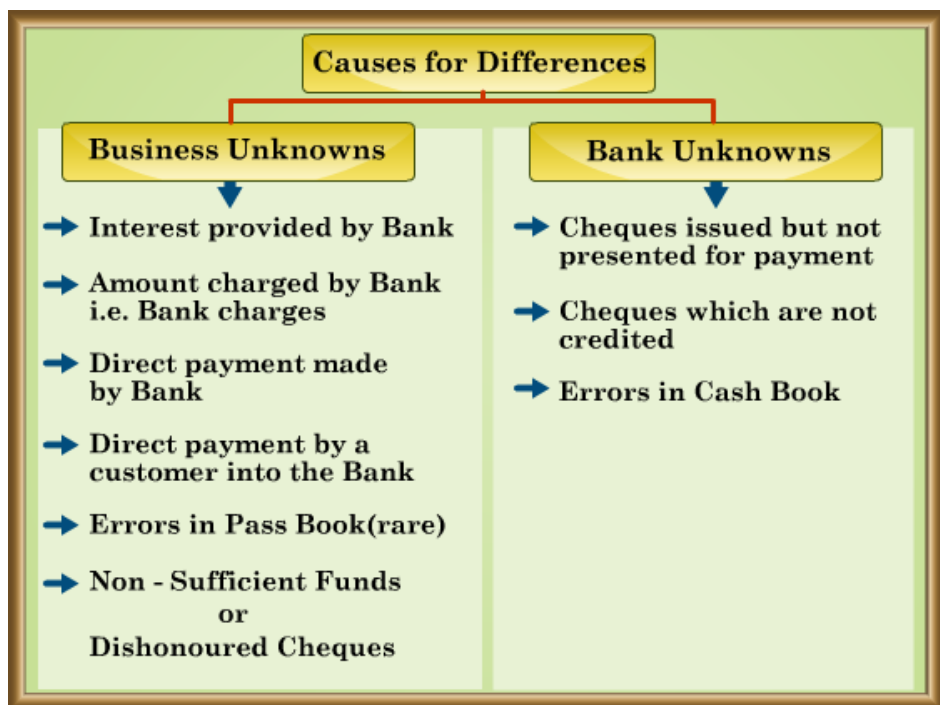 Causes for Differences
Business Unknowns
Interest provided by Bank
Amount charged by Bank
i.e. Bank charges
Direct payment made
by Bank
Direct payment by a
customer into the Bank
Errors in Pass Book(rare)
Non - Sufficient Funds
or
Dishonoured Cheques
Bank Unknowns
Cheques issued but not
presented for payment
Cheques which are not
credited
Errors in Cash Book